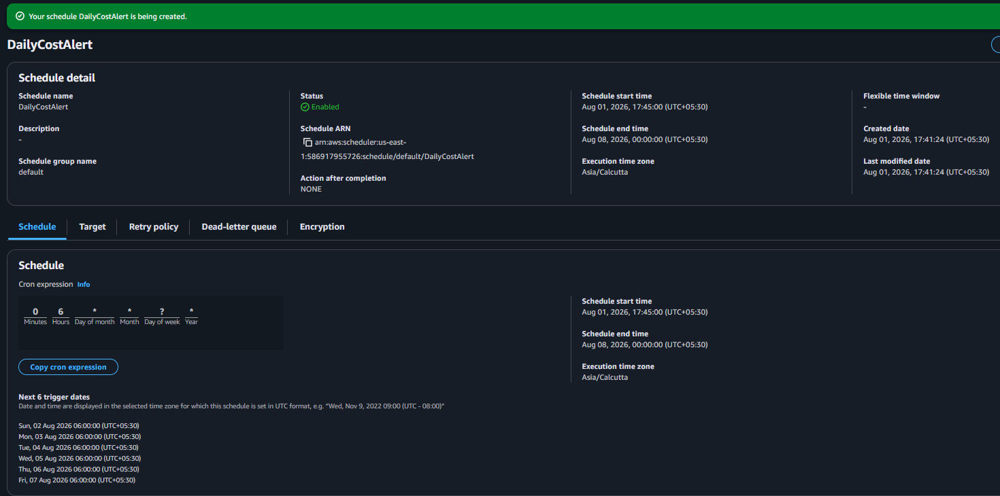 Your schedule DailyCostAlert is being created.
DailyCostAlert
Schedule detail
Schedule name
DailyCostAlert
Description
-
Schedule group name
default
Status
Enabled
Schedule ARN
arn:aws:scheduler:us-east-
1:586917955726:schedule/default/DailyCostAlert
Action after completion
NONE
Schedule start time
Aug 01, 2026, 17:45:00 (UTC+05:30)
Schedule end time
Aug 08, 2026, 00:00:00 (UTC+05:30)
Execution time zone
Asia/Calcutta
Flexible time window
-
Created date
Aug 01, 2026, 17:41:24 (UTC+05:30)
Last modified date
Aug 01, 2026, 17:41:24 (UTC+05:30)
Schedule Target Retry policy Dead-letter queue Encryption
Schedule
Cron expression Info
0 6 * * ? *
Minutes Hours Day of month Month Day of week Year
Copy cron expression
Schedule start time
Aug 01, 2026, 17:45:00 (UTC+05:30)
Schedule end time
Aug 08, 2026, 00:00:00 (UTC+05:30)
Execution time zone
Asia/Calcutta
Next 6 trigger dates
Date and time are displayed in the selected time zone for which this schedule is set in UTC format, e.g. "Wed, Nov 9, 2022 09:00 (UTC - 08:00)"
Sun, 02 Aug 2026 06:00:00 (UTC+05:30)
Mon, 03 Aug 2026 06:00:00 (UTC+05:30)
Tue, 04 Aug 2026 06:00:00 (UTC+05:30)
Wed, 05 Aug 2026 06:00:00 (UTC+05:30)
Thu, 06 Aug 2026 06:00:00 (UTC+05:30)
Fri, 07 Aug 2026 06:00:00 (UTC+05:30)